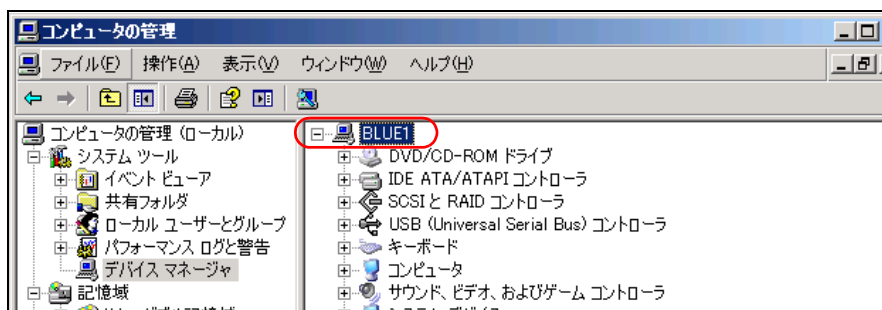 コンピュータの管理
ファイル(F) 操作(A) 表示(V) ウィンドウ(W) ヘルプ(H)
コンピュータの管理 (ローカル)
システム ツール
イベント ビューア
共有フォルダ
ローカル ユーザーとグループ
パフォーマンス ログと警告
デバイス マネージャ
記憶域
BLUE1
DVD/CD-ROM ドライブ
IDE ATA/ATAPI コントローラ
SCSI と RAID コントローラ
USB (Universal Serial Bus) コントローラ
キーボード
コンピュータ
サウンド、ビデオ、およびゲーム コントローラ